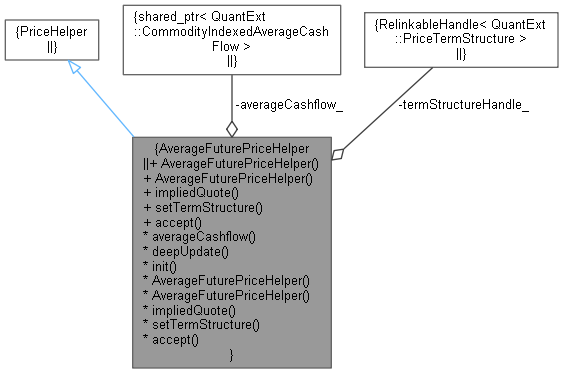 {PriceHelper
||}
{shared_ptr< QuantExt
::CommodityIndexedAverageCash
Flow >
||}
{RelinkableHandle< QuantExt
::PriceTermStructure >
||}
-averageCashflow_
-termStructureHandle_
{AverageFuturePriceHelper
||+ AverageFuturePriceHelper()
+ AverageFuturePriceHelper()
+ impliedQuote()
+ setTermStructure()
+ accept()
* averageCashflow()
* deepUpdate()
* init()
* AverageFuturePriceHelper()
* AverageFuturePriceHelper()
* impliedQuote()
* setTermStructure()
* accept()
}